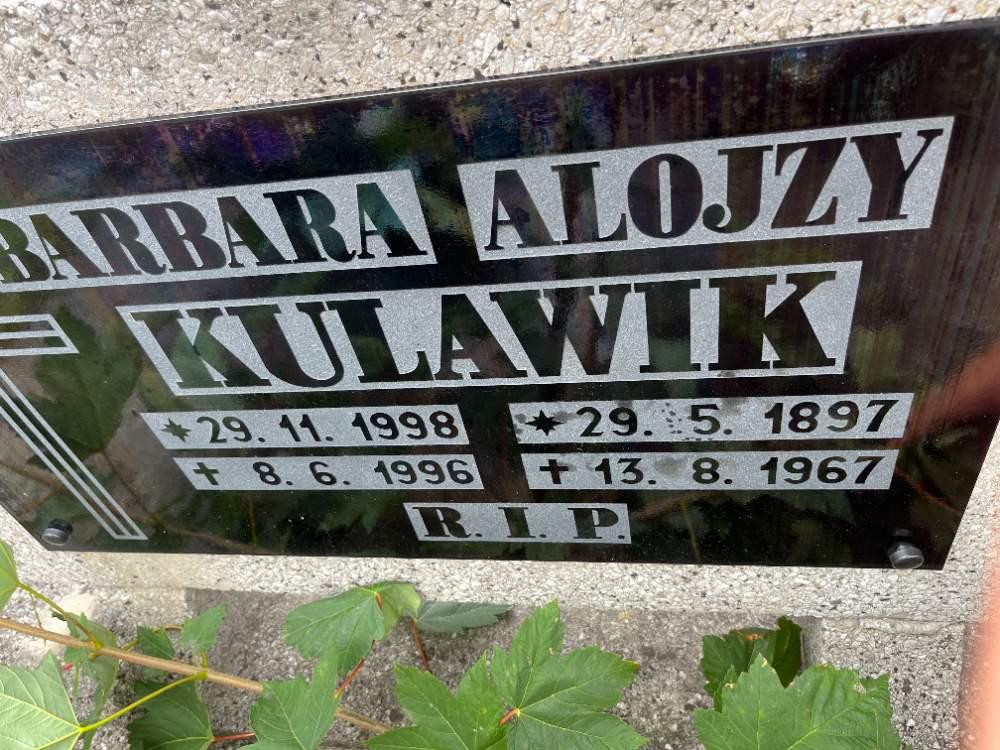 BARBARA ALOJZY
KULAWIK
29. 11. 1998 29. 5. 1897
8. 6. 1996 13. 8. 1967
R. I. P.